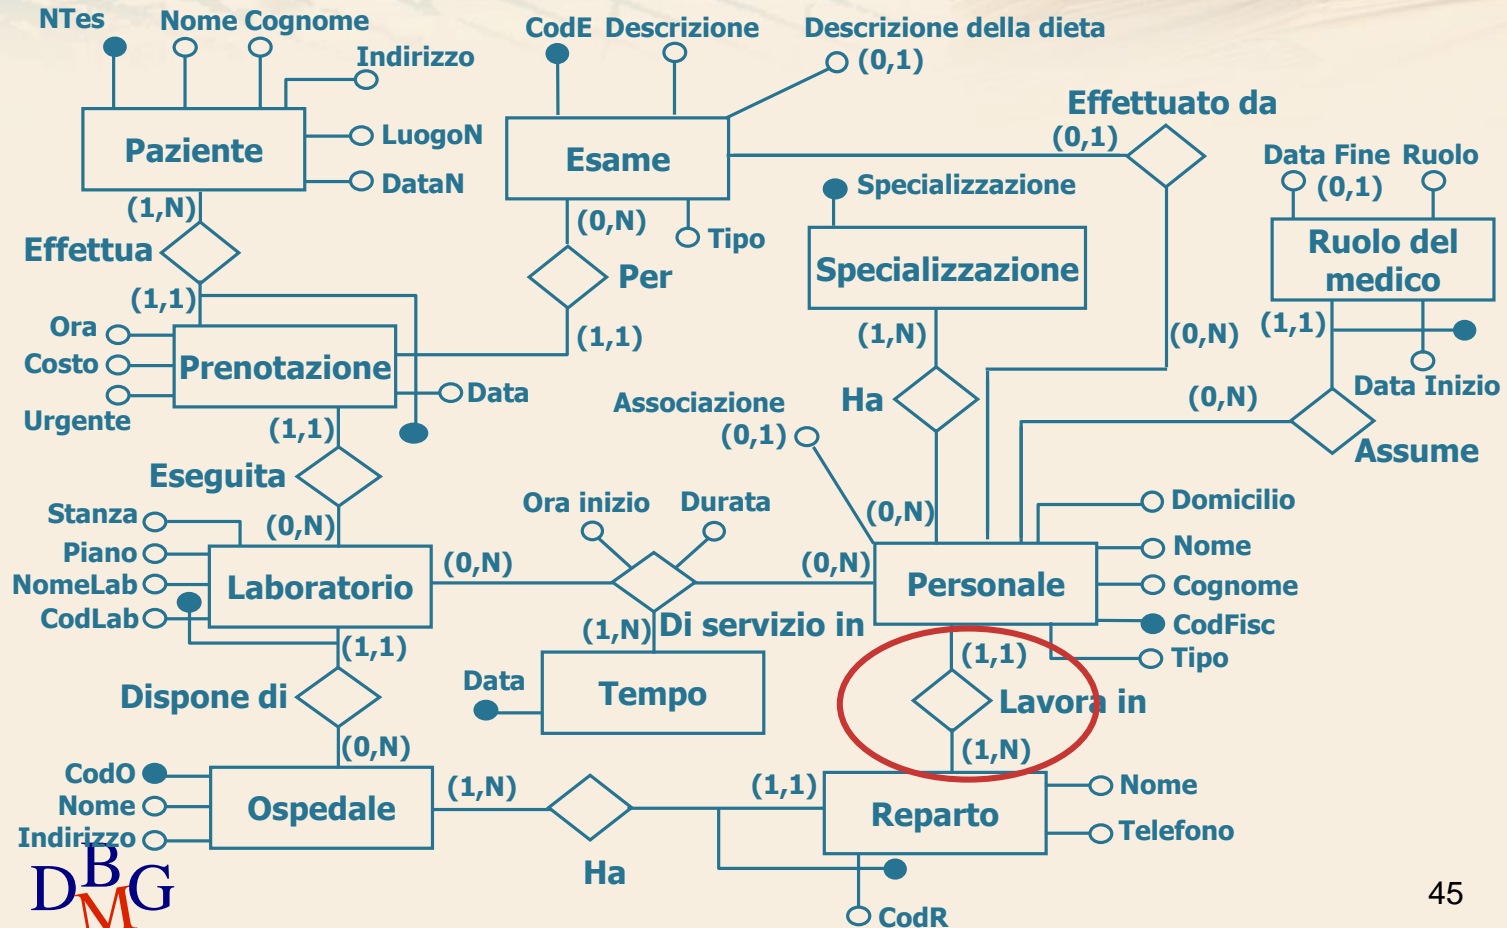 NTes
Nome Cognome
CodE Descrizione
Descrizione della dieta
(0,1)
Indirizzo
Effettuato da
(0,1)
Paziente
LuogoN
DataN
Esame
Data Fine Ruolo
(0,1)
Specializzazione
(1,N)
(0,N)
Tipo
Ruolo del
medico
Effettua
Per
Specializzazione
(1,1)
(1,1)
(1,N)
(0,N)
(1,1)
Ora
Costo
Urgente
Prenotazione
Data
Data Inizio
Associazione
(0,1)
Ha
(0,N)
(1,1)
Assume
Eseguita
Stanza
Piano
NomeLab
CodLab
(0,N)
Ora inizio
Durata
(0,N)
Domicilio
Nome
Cognome
CodFisc
Tipo
Laboratorio
(0,N)
(0,N)
Personale
(1,N)
Di servizio in
(1,1)
(1,1)
Dispone di
Data
Tempo
Lavora in
(0,N)
(1,N)
CodO
Nome
Indirizzo
Ospedale
(1,N)
(1,1)
Reparto
Nome
Telefono
Ha
CodR
DBMG
45